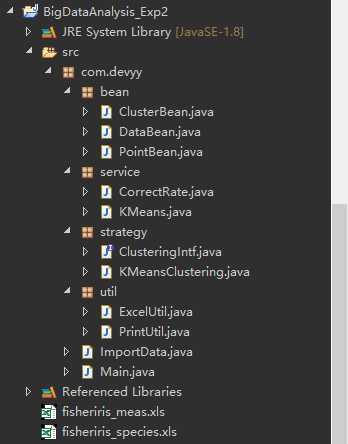 BigDataAnalysis_Exp2
JRE System Library [JavaSE-1.8]
src
com.devyy
bean
ClusterBean.java
DataBean.java
PointBean.java
service
CorrectRate.java
KMeans.java
strategy
ClusteringIntf.java
KMeansClustering.java
util
ExcelUtil.java
PrintUtil.java
ImportData.java
Main.java
Referenced Libraries
fisheriris_meas.xls
fisheriris_species.xls